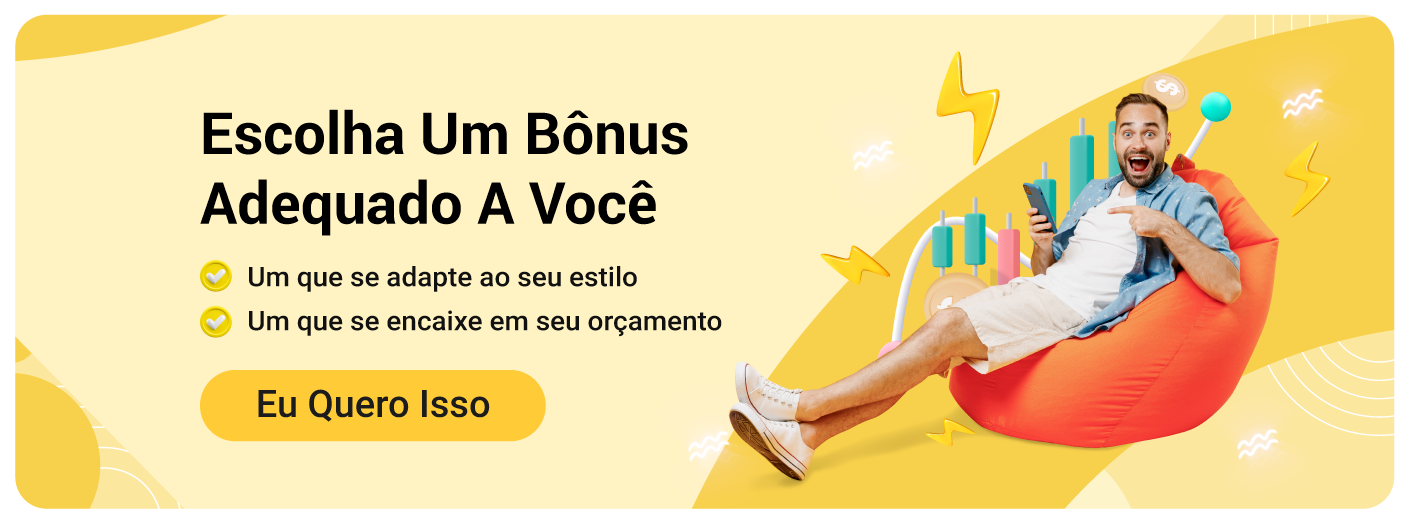 Escolha Um Bônus
Adequado A Você
Um que se adapte ao seu estilo
Um que se encaixe em seu orçamento
Eu Quero Isso